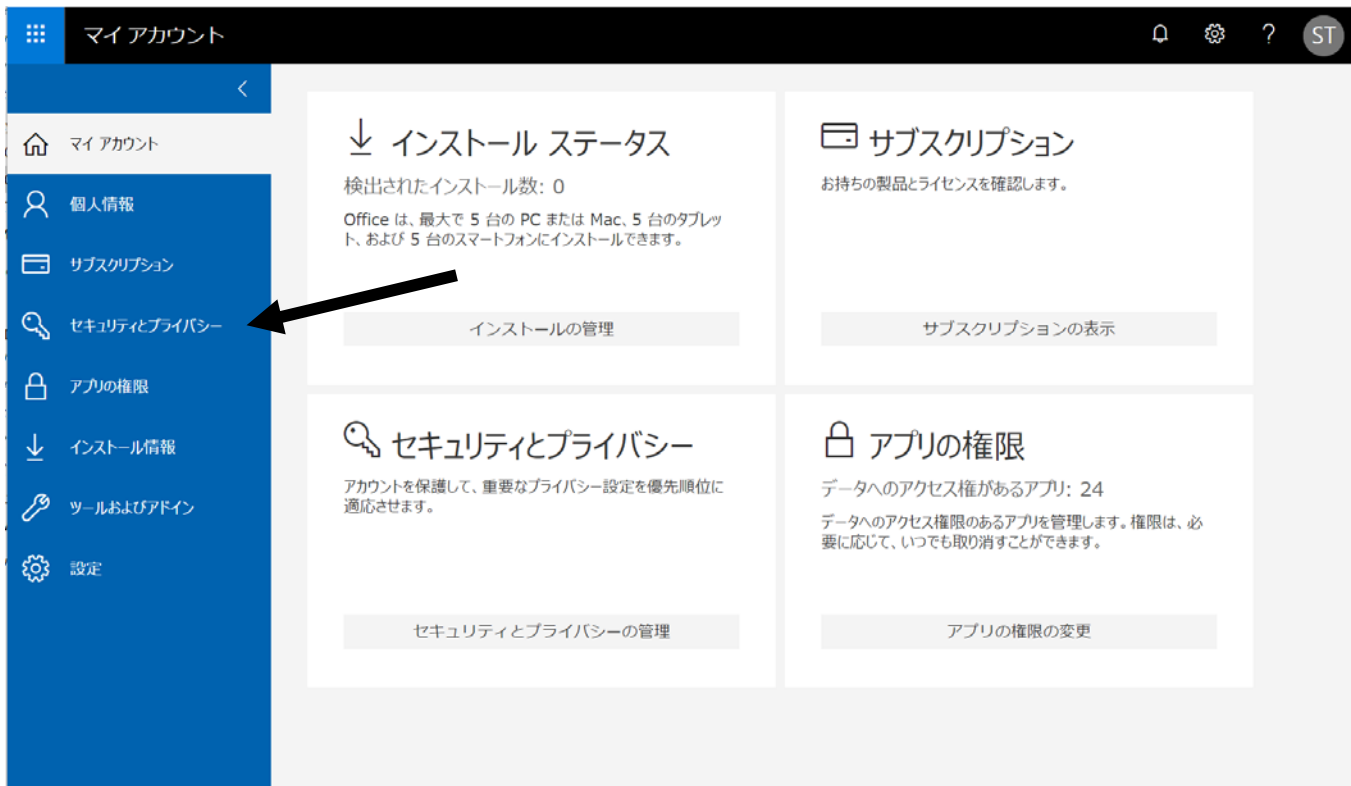 マイ アカウント
?
ST
マイ アカウント
個人情報
サブスクリプション
セキュリティとプライバシー
アプリの権限
インストール情報
ツールおよびアドイン
設定
インストール ステータス
検出されたインストール数: 0
Office は、最大で 5 台の PC または Mac、5 台のタブレッ
ト、および 5 台のスマートフォンにインストールできます。
インストールの管理
サブスクリプション
お持ちの製品とライセンスを確認します。
サブスクリプションの表示
セキュリティとプライバシー
アカウントを保護して、重要なプライバシー設定を優先順位に
適応させます。
セキュリティとプライバシーの管理
アプリの権限
データへのアクセス権があるアプリ: 24
データへのアクセス権限のあるアプリを管理します。権限は、必
要に応じて、いつでも取り消すことができます。
アプリの権限の変更